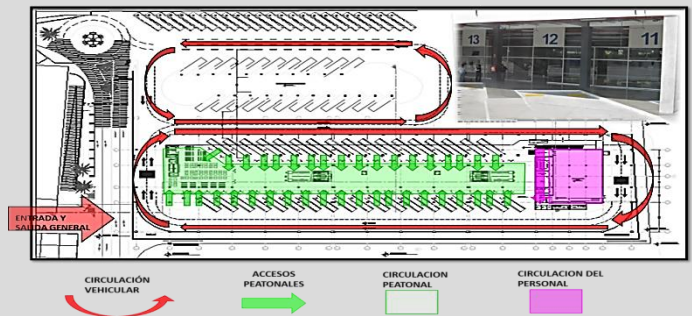 13
12
11
ENTRADA Y
SALIDA GENERAL
CIRCULACIÓN
VEHICULAR
ACCESOS
PEATONALES
CIRCULACION
PEATONAL
CIRCULACION DEL
PERSONAL